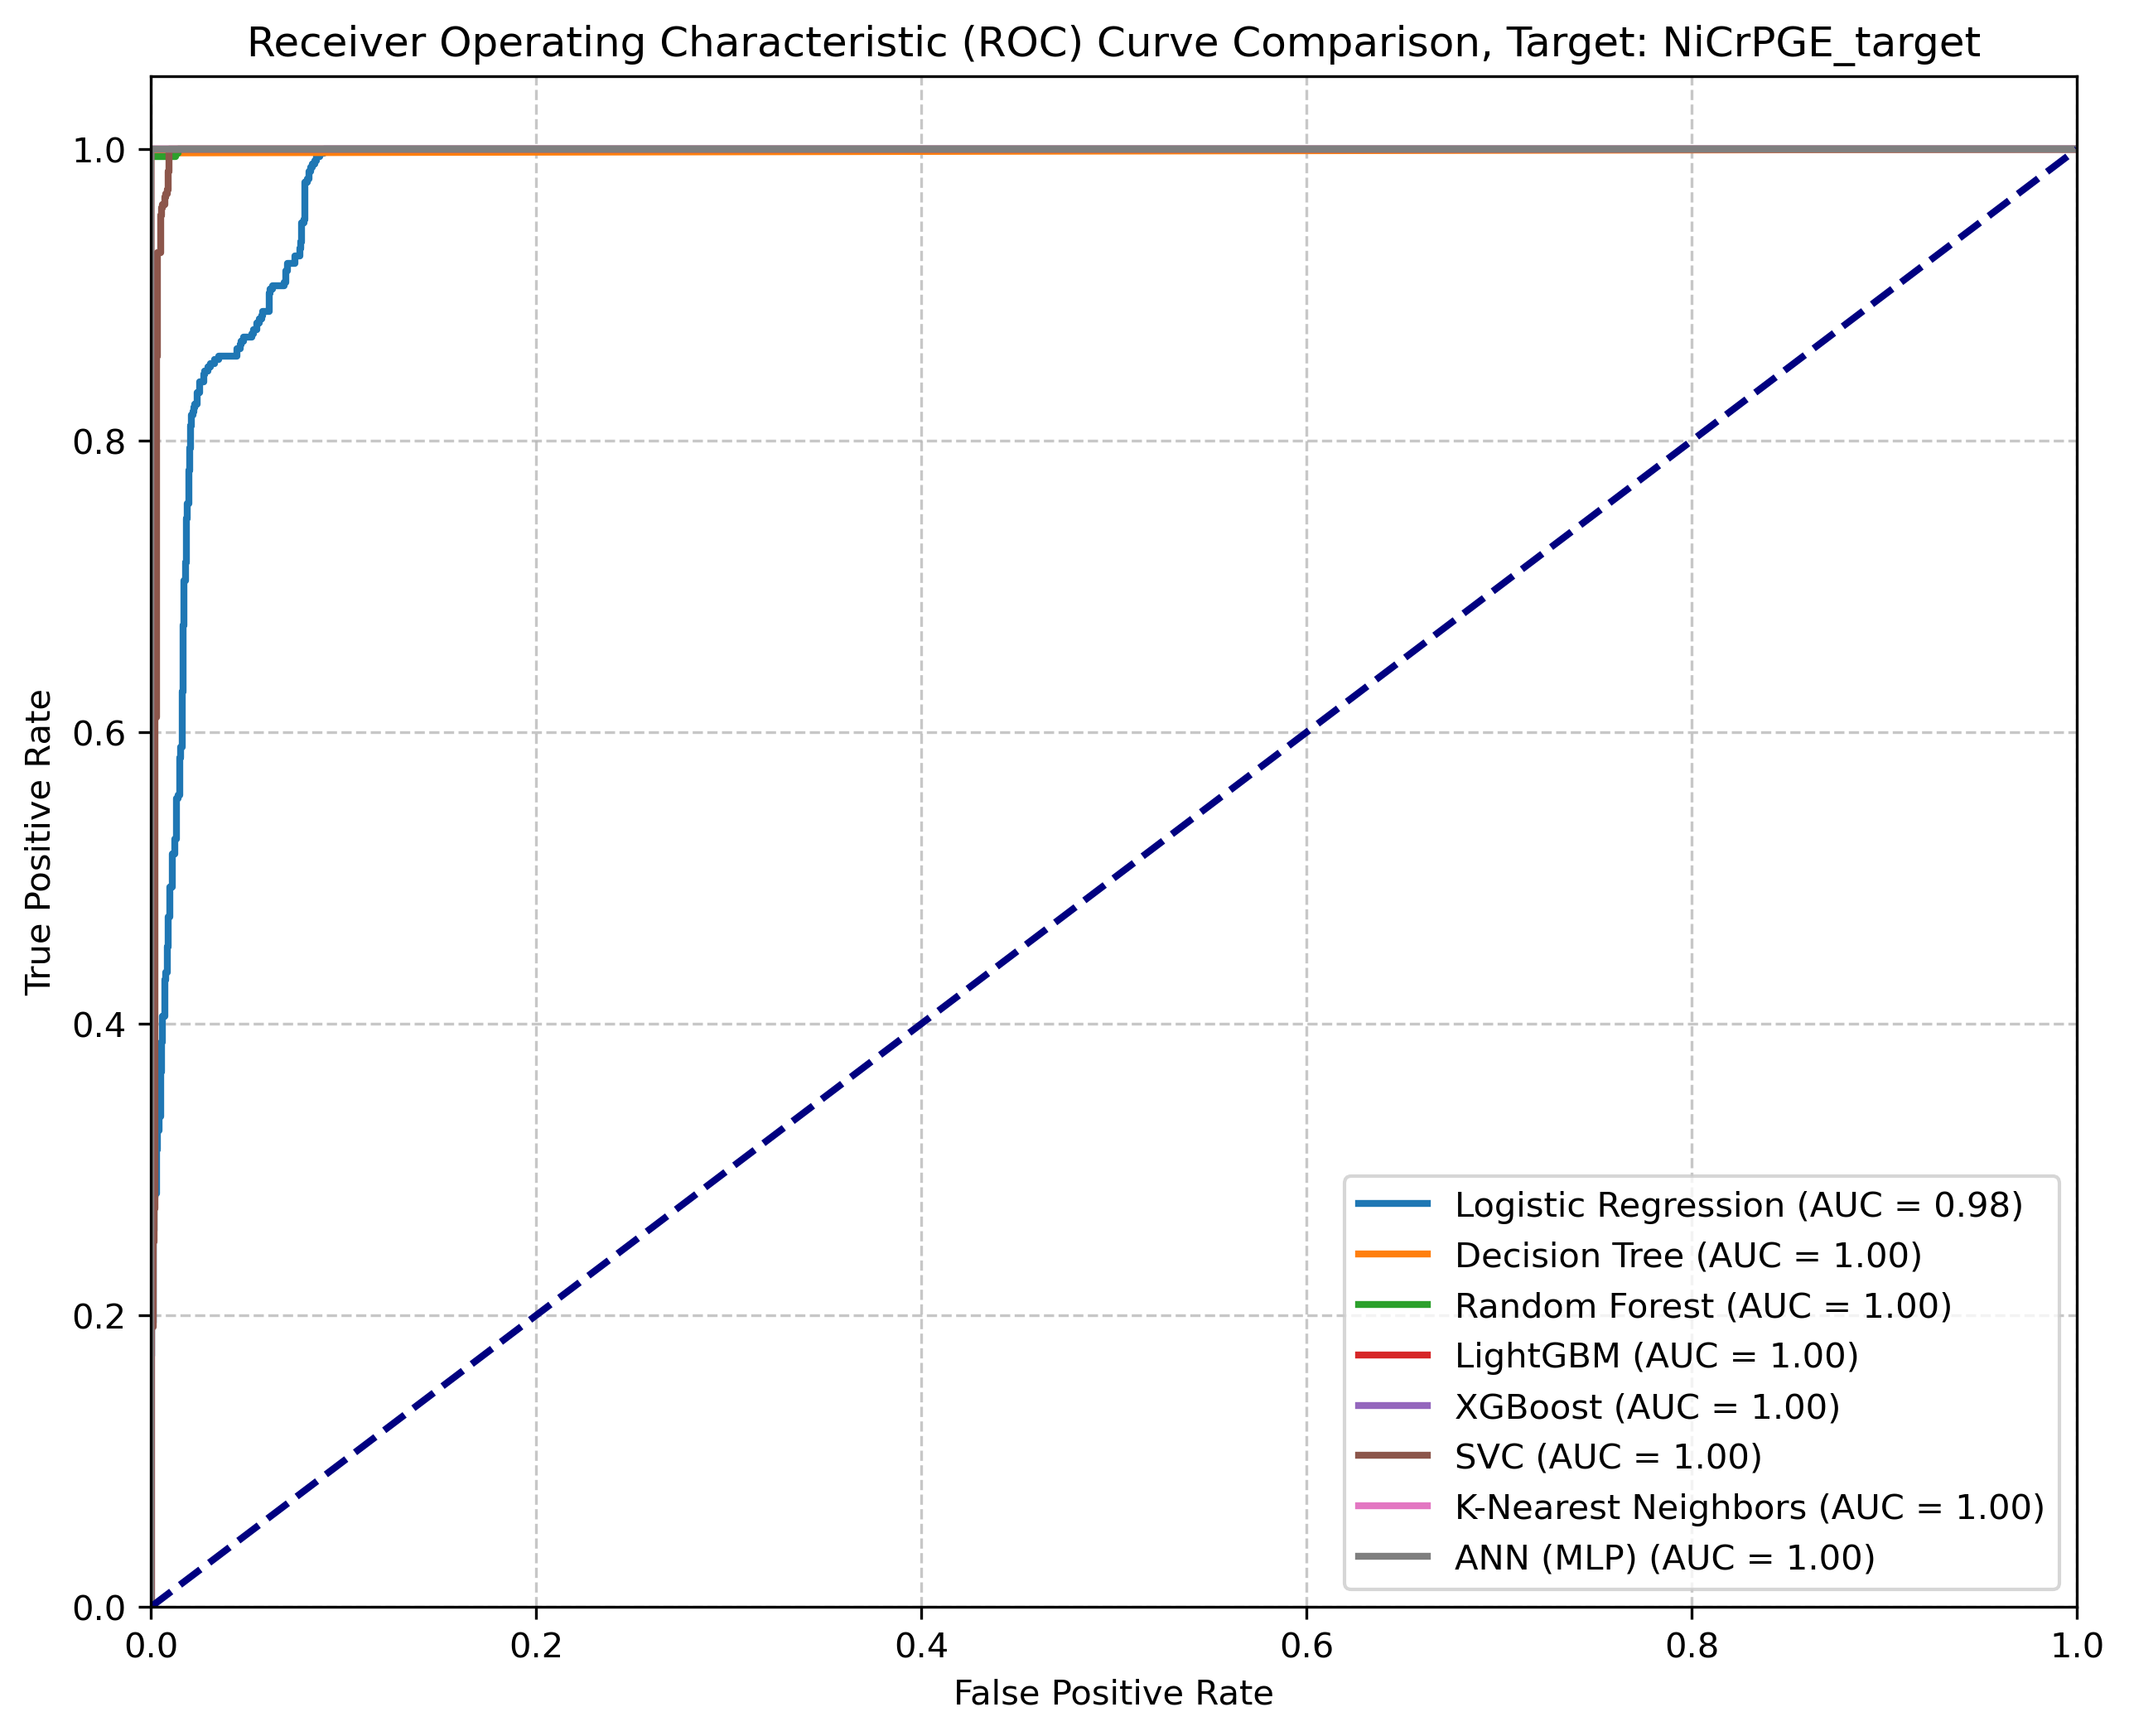 Receiver Operating Characteristic (ROC) Curve Comparison, Target: NiCrPGE_target
True Positive Rate
1.0
0.8
0.6
0.4
0.2
0.0
0.0 0.2 0.4 0.6 0.8 1.0
False Positive Rate
Logistic Regression (AUC = 0.98)
Decision Tree (AUC = 1.00)
Random Forest (AUC = 1.00)
LightGBM (AUC = 1.00)
XGBoost (AUC = 1.00)
SVC (AUC = 1.00)
K-Nearest Neighbors (AUC = 1.00)
ANN (MLP) (AUC = 1.00)